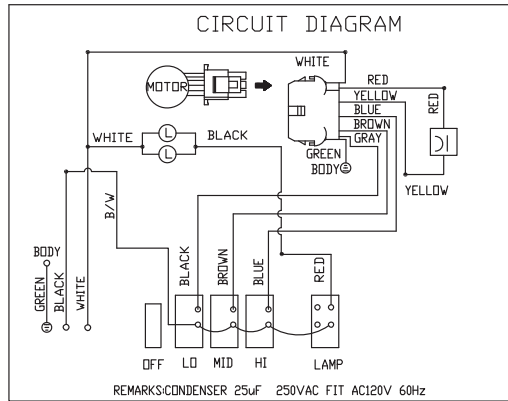 CIRCUIT DIAGRAM
WHITE
MOTOR
RED
YELLOW
BLUE
BROWN
GRAY
RED
WHITE
L
L
BLACK
GREEN
BODY
YELLOW
B/W
BODY
GREEN
BLACK
WHITE
BLACK
BROWN
BLUE
RED
OFF
LO
MID
HI
LAMP
REMARKS:CONDENSER 25uF 250VAC FIT AC120V 60Hz